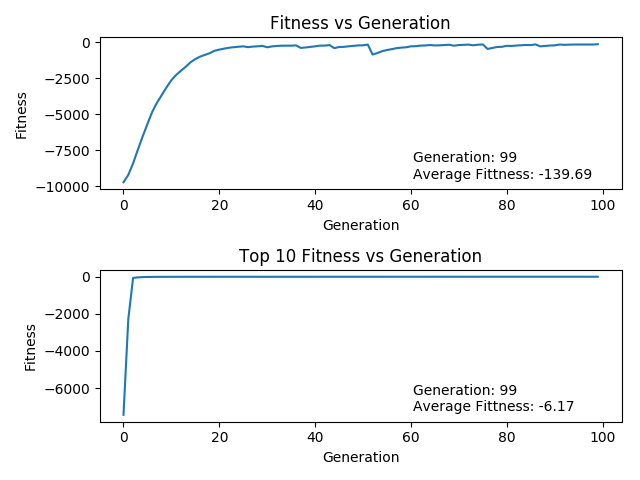 Fitness vs Generation
0
−2500
−5000
−7500
−10000
Fitness
Generation: 99
Average Fittness: -139.69
0 20 40 60 80 100
Generation
Top 10 Fitness vs Generation
0
−2000
−4000
−6000
Fitness
Generation: 99
Average Fittness: -6.17
0 20 40 60 80 100
Generation